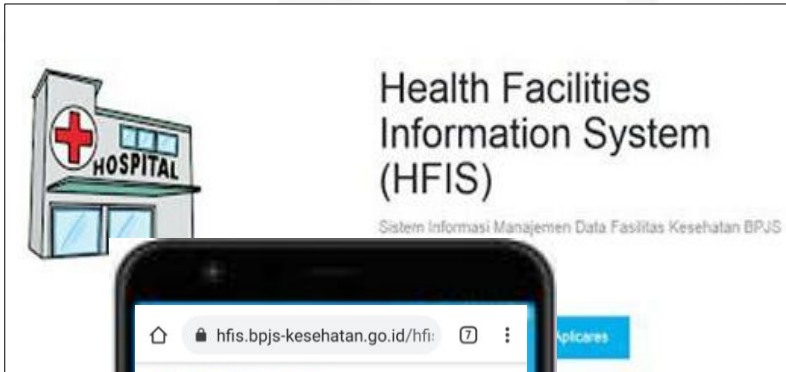 HOSPITAL
Health Facilities
Information System
(HFIS)
Sistem Informasi Manajemen Data Fasilitas Kesehatan BPJS
hfis.bpjs-kesehatan.go.id/hfi
7
Aplicares